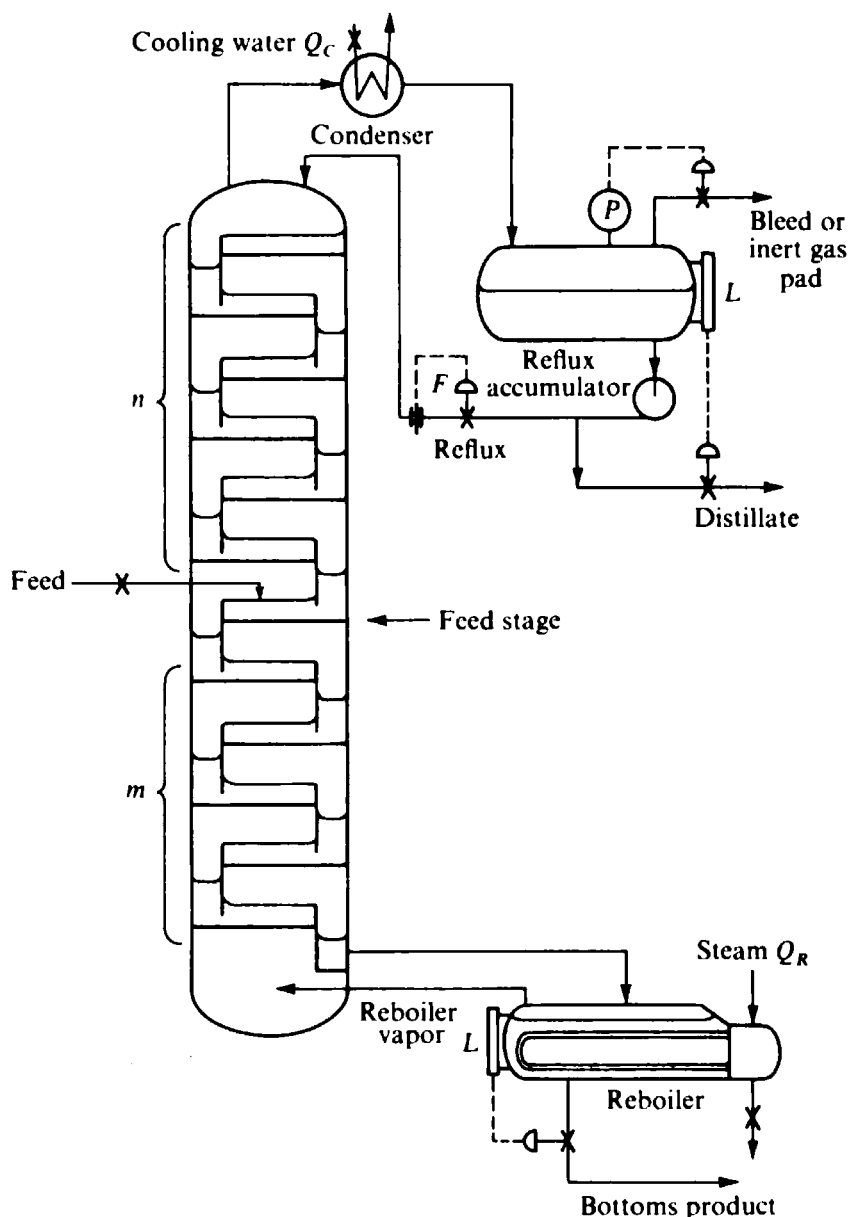 Cooling water Q_C
Condenser
P
Bleed or
inert gas
pad
L
Reflux
accumulator
F
Reflux
Distillate
n
Feed
Feed stage
m
Steam Q_R
Reboiler
vapor
L
Reboiler
Bottoms product